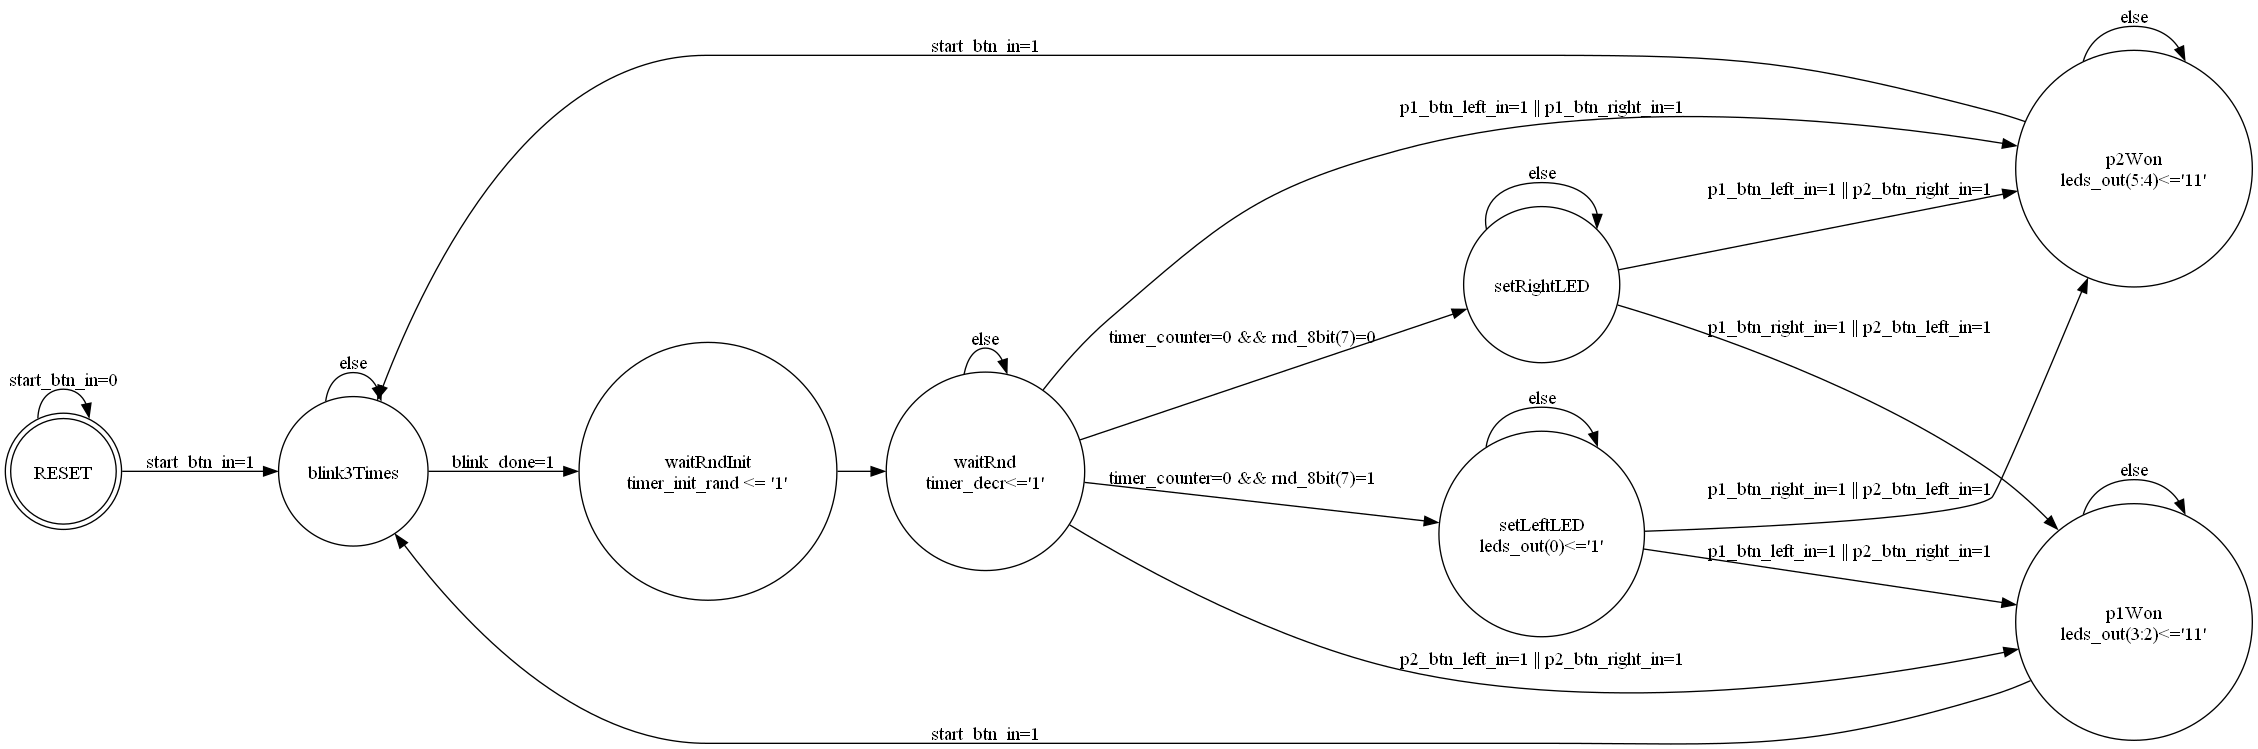 else
start_btn_in=1
p1_btn_left_in=1 || p1_btn_right_in=1
p2Won
leds_out(5:4)<='11'
else
p1_btn_left_in=1 || p2_btn_right_in=1
setRightLED
p1_btn_right_in=1 || p2_btn_left_in=1
timer_counter=0 && rnd_8bit(7)=0
else
else
start_btn_in=0
else
RESET
start_btn_in=1
blink3Times
blink_done=1
waitRndInit
timer_init_rand <= '1'
waitRnd
timer_decr<='1'
timer_counter=0 && rnd_8bit(7)=1
setLeftLED
leds_out(0)<='1'
p1_btn_right_in=1 || p2_btn_left_in=1
else
p1_btn_left_in=1 || p2_btn_right_in=1
p1Won
leds_out(3:2)<='11'
p2_btn_left_in=1 || p2_btn_right_in=1
start_btn_in=1